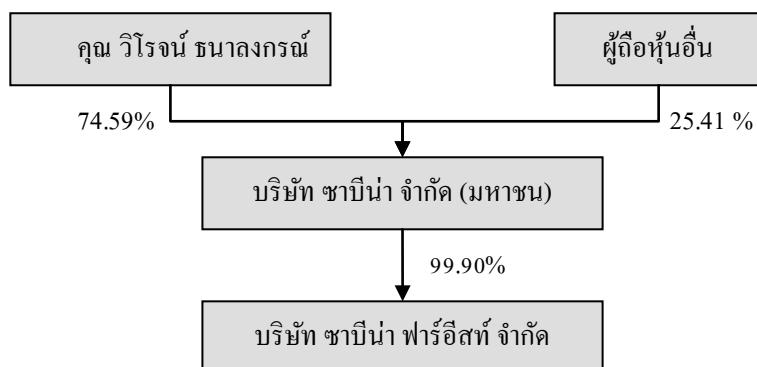 คุณ วิโรจน์ ธนาลงกรณ์
ผู้ถือหุ้นอื่น
74.59%
25.41 %
บริษัท ซาบีน่า จำกัด (มหาชน)
99.90%
บริษัท ซาบีน่า ฟาร์อีสท์ จำกัด